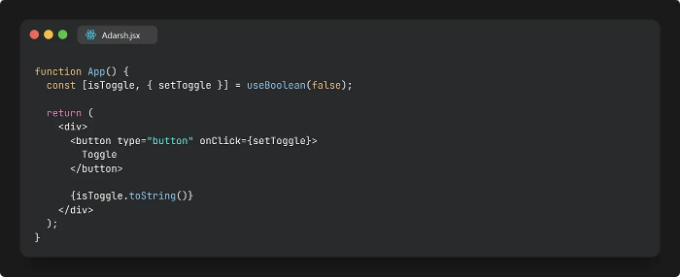 Adarsh.jsx
function App() {
  const [isToggle, { setToggle }] = useBoolean(false);

  return (
    <div>
      <button type="button" onClick={setToggle}>
        Toggle
      </button>

      {isToggle.toString()}
    </div>
  );
}